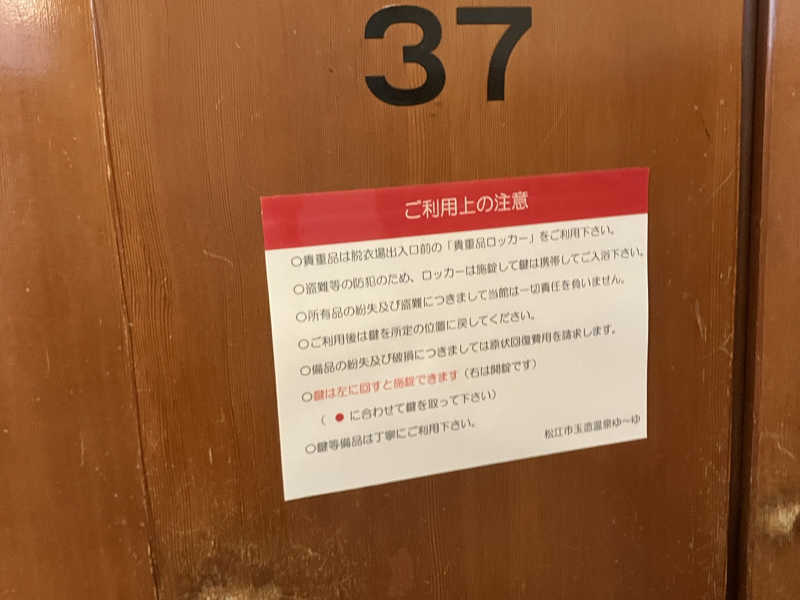 37
ご利用上の注意
○貴重品は脱衣場出入口前の「貴重品ロッカー」をご利用下さい。
○盗難等の防犯のため、ロッカーは施錠して鍵は携帯してご入浴下さい。
○所有品の紛失及び盗難につきまして当館は一切責任を負いません。
○ご利用後は鍵を所定の位置に戻してください。
○備品の紛失及び破損につきましては原状回復費用を請求します。
○鍵は左に回すと施錠できます（右は開錠です）
（ ● に合わせて鍵を取って下さい）
○鍵等備品は丁寧にご利用下さい。
松江市玉造温泉ゆ～ゆ